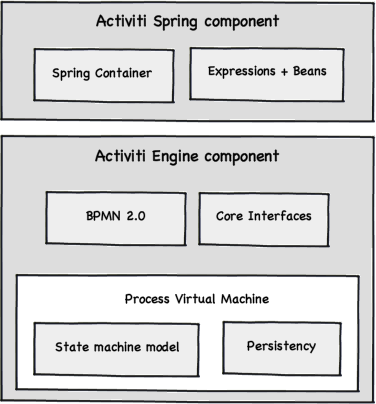 Activiti Spring component
Spring Container
Expressions + Beans
Activiti Engine component
BPMN 2.0
Core Interfaces
Process Virtual Machine
State machine model
Persistency